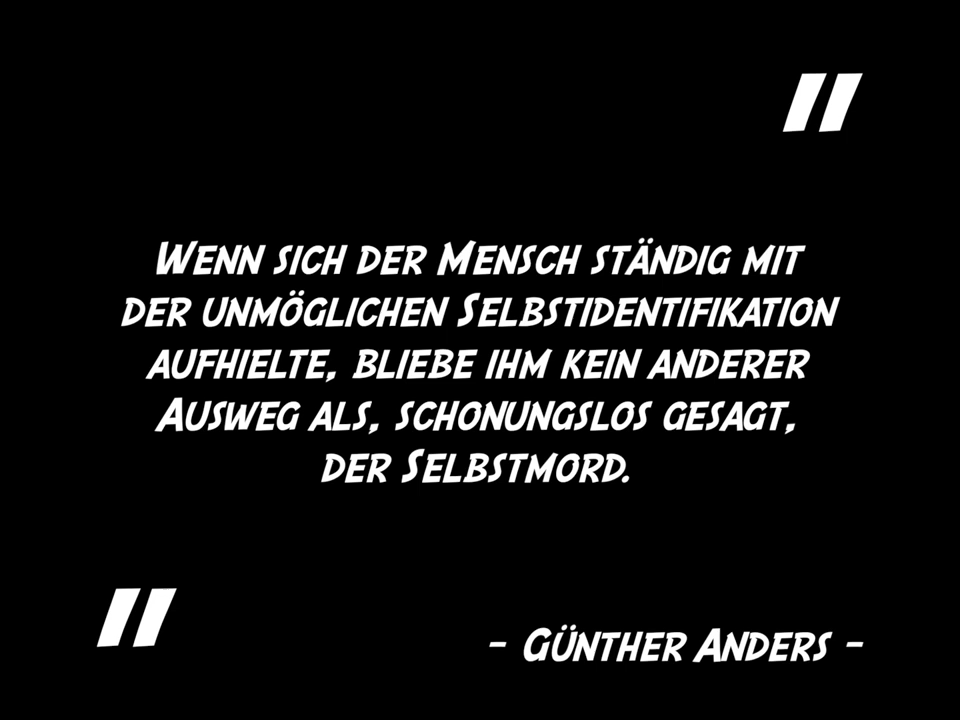 "
Wenn sich der Mensch ständig mit
der unmöglichen Selbstidentifikation
aufhielte, bliebe ihm kein anderer
Ausweg als, schonungslos gesagt,
der Selbstmord.
"
- Günther Anders -